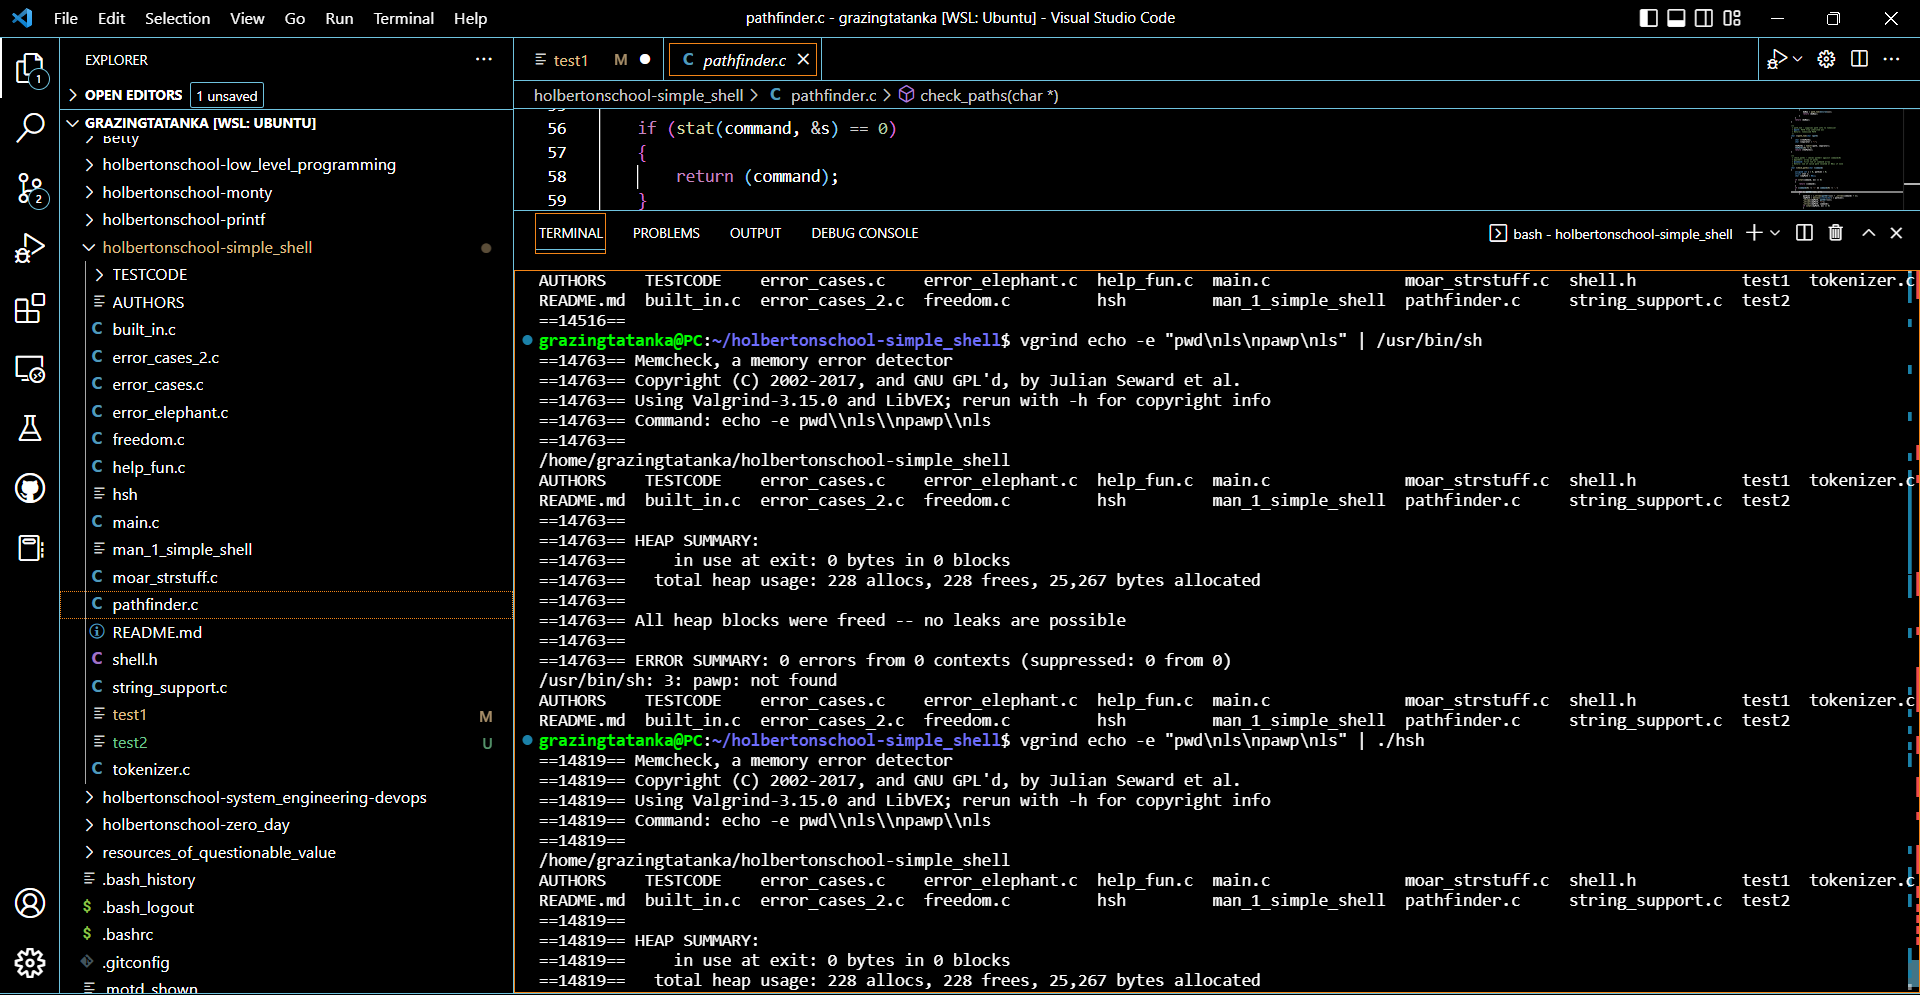 File Edit Selection View Go Run Terminal Help
pathfinder.c - grazingtatanka [WSL: Ubuntu] - Visual Studio Code
EXPLORER
OPEN EDITORS 1 unsaved
GRAZINGTATANKA [WSL: UBUNTU]
Betty
holbertonschool-low_level_programming
holbertonschool-monty
holbertonschool-printf
holbertonschool-simple_shell
TESTCODE
AUTHORS
C built_in.c
C error_cases_2.c
C error_cases.c
C error_elephant.c
C freedom.c
C help_fun.c
hsh
C main.c
man_1_simple_shell
C moar_strstuff.c
C pathfinder.c
README.md
C shell.h
C string_support.c
test1 M
test2 U
C tokenizer.c
holbertonschool-system_engineering-devops
holbertonschool-zero_day
resources_of_questionable_value
.bash_history
$ .bash_logout
$ .bashrc
.gitconfig
.motd_shown
1
2
test1 M
C pathfinder.c
holbertonschool-simple_shell > C pathfinder.c > check_paths(char *)
56 if (stat(command, &s) == 0)
57 {
58 return (command);
59 }
TERMINAL PROBLEMS OUTPUT DEBUG CONSOLE
bash - holbertonschool-simple_shell
AUTHORS TESTCODE error_cases.c error_elephant.c help_fun.c main.c moar_strstuff.c shell.h test1 tokenizer.c
README.md built_in.c error_cases_2.c freedom.c hsh man_1_simple_shell pathfinder.c string_support.c test2
==14516==
grazingtatanka@PC:~/holbertonschool-simple_shell$ vgrind echo -e "pwd\nls\npawp\nls" | /usr/bin/sh
==14763== Memcheck, a memory error detector
==14763== Copyright (C) 2002-2017, and GNU GPL'd, by Julian Seward et al.
==14763== Using Valgrind-3.15.0 and LibVEX; rerun with -h for copyright info
==14763== Command: echo -e pwd\\nls\\npawp\\nls
==14763==
/home/grazingtatanka/holbertonschool-simple_shell
AUTHORS TESTCODE error_cases.c error_elephant.c help_fun.c main.c moar_strstuff.c shell.h test1 tokenizer.c
README.md built_in.c error_cases_2.c freedom.c hsh man_1_simple_shell pathfinder.c string_support.c test2
==14763==
==14763== HEAP SUMMARY:
==14763== in use at exit: 0 bytes in 0 blocks
==14763== total heap usage: 228 allocs, 228 frees, 25,267 bytes allocated
==14763==
==14763== All heap blocks were freed -- no leaks are possible
==14763==
==14763== ERROR SUMMARY: 0 errors from 0 contexts (suppressed: 0 from 0)
/usr/bin/sh: 3: pawp: not found
AUTHORS TESTCODE error_cases.c error_elephant.c help_fun.c main.c moar_strstuff.c shell.h test1 tokenizer.c
README.md built_in.c error_cases_2.c freedom.c hsh man_1_simple_shell pathfinder.c string_support.c test2
grazingtatanka@PC:~/holbertonschool-simple_shell$ vgrind echo -e "pwd\nls\npawp\nls" | ./hsh
==14819== Memcheck, a memory error detector
==14819== Copyright (C) 2002-2017, and GNU GPL'd, by Julian Seward et al.
==14819== Using Valgrind-3.15.0 and LibVEX; rerun with -h for copyright info
==14819== Command: echo -e pwd\\nls\\npawp\\nls
==14819==
/home/grazingtatanka/holbertonschool-simple_shell
AUTHORS TESTCODE error_cases.c error_elephant.c help_fun.c main.c moar_strstuff.c shell.h test1 tokenizer.c
README.md built_in.c error_cases_2.c freedom.c hsh man_1_simple_shell pathfinder.c string_support.c test2
==14819==
==14819== HEAP SUMMARY:
==14819== in use at exit: 0 bytes in 0 blocks
==14819== total heap usage: 228 allocs, 228 frees, 25,267 bytes allocated